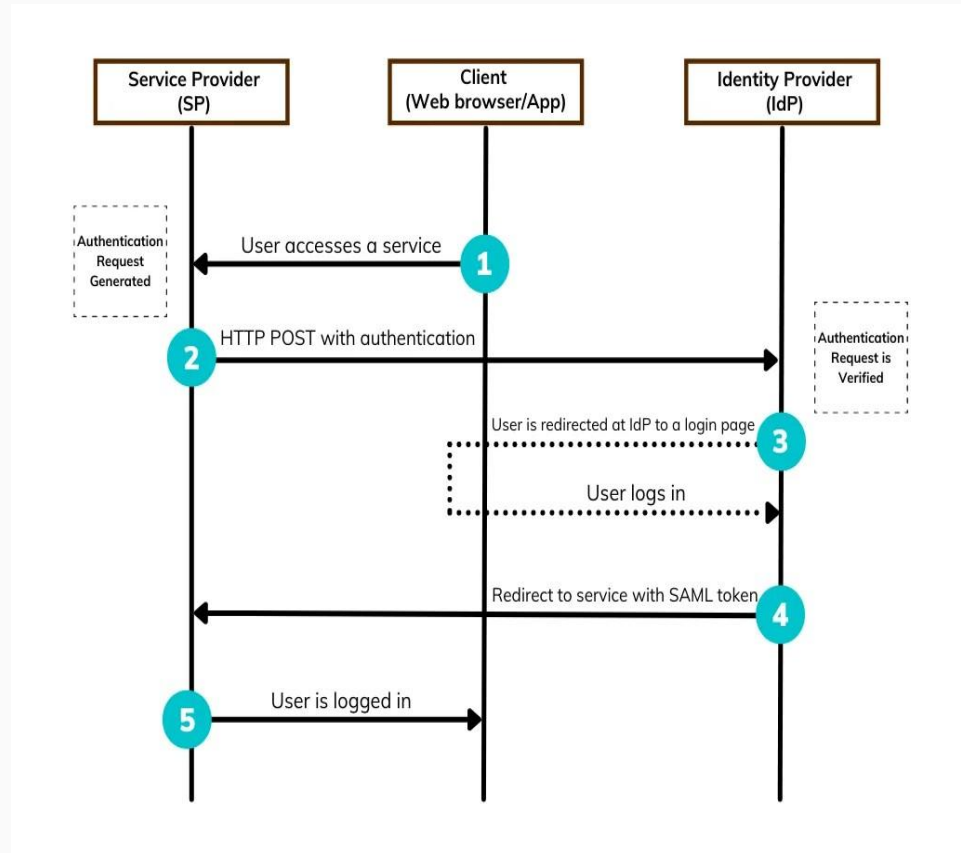 Service Provider
(SP)
Client
(Web browser/App)
Identity Provider
(IdP)
Authentication
Request
Generated
User accesses a service
1
2
HTTP POST with authentication
Authentication
Request is
Verified
User is redirected at IdP to a login page
3
User logs in
Redirect to service with SAML token
4
5
User is logged in